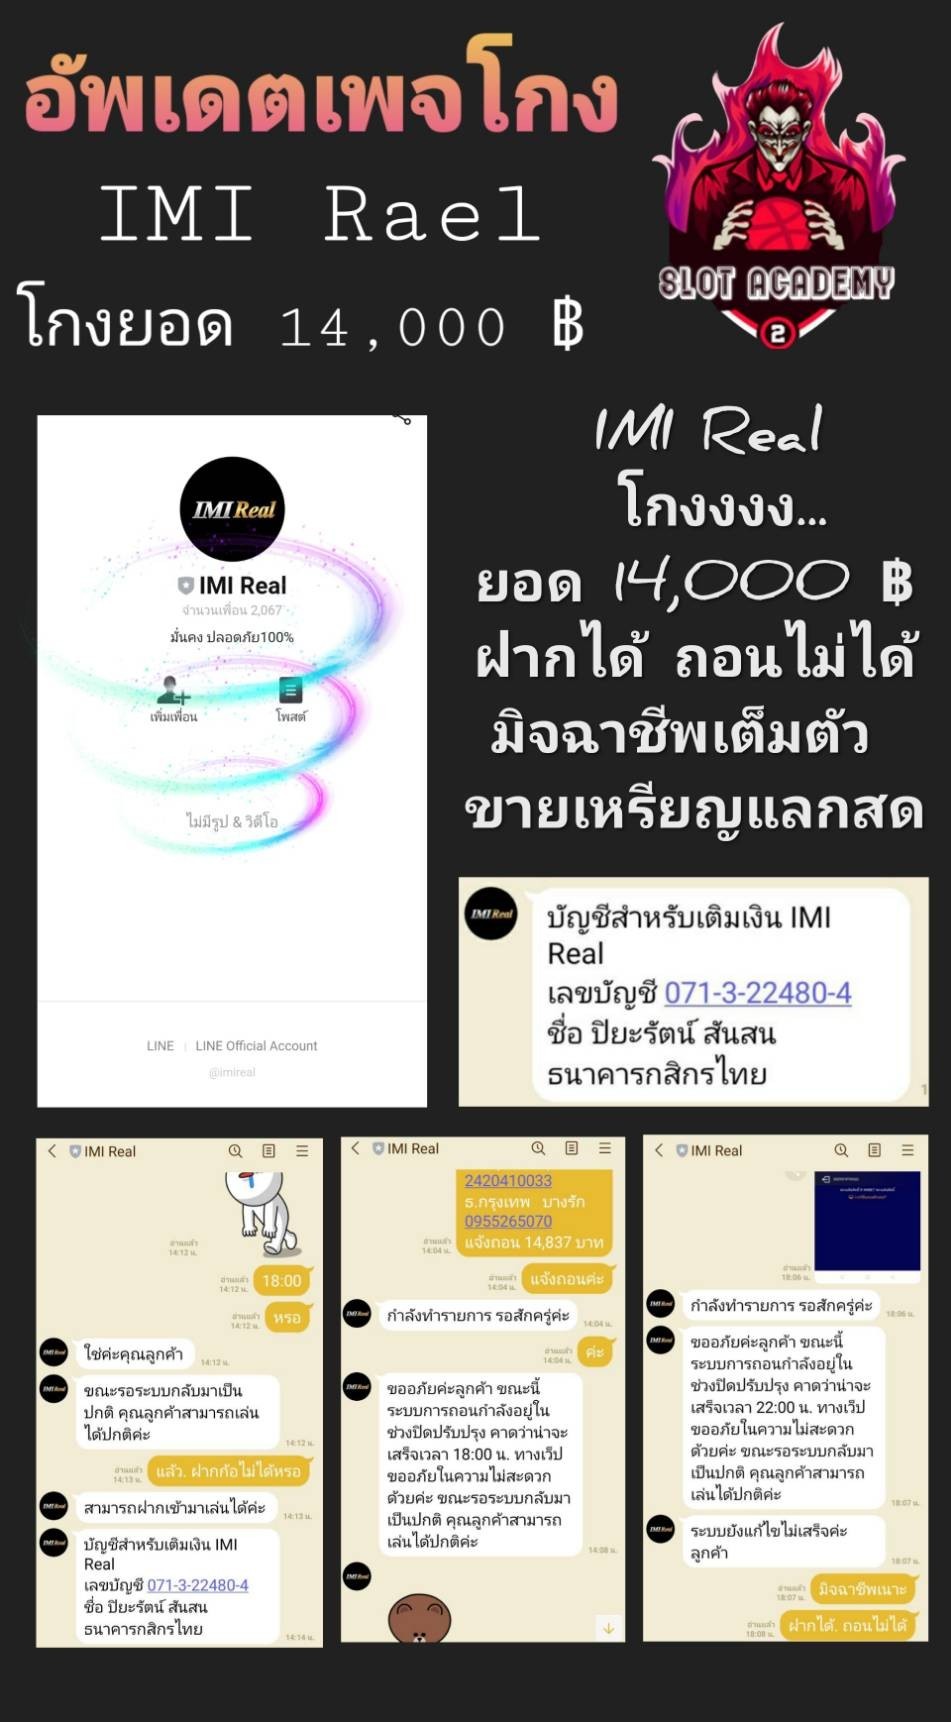 อัพเดตเพจโกง
IMI Rael
โกงยอด 14,000 ฿
SLOT ACADEMY
2
IMI Real
โกงงงง...
ยอด 14,000 ฿
ฝากได้ ถอนไม่ได้
มิจฉาชีพเต็มตัว
ขายเหรียญแลกสด
IMI Real
IMI Real
จำนวนเพื่อน 2,067
มั่นคง ปลอดภัย100%
เพิ่มเพื่อน โพสต์
ไม่มีรูป & วิดีโอ
LINE | LINE Official Account
@imireal
IMI Real
บัญชีสำหรับเติมเงิน IMI
Real
เลขบัญชี 071-3-22480-4
ชื่อ ปิยะรัตน์ สันสน
ธนาคารกสิกรไทย
IMI Real
อ่านแล้ว
14:12 น.
18:00
อ่านแล้ว
14:12 น.
หรอ
อ่านแล้ว
14:12 น.
ใช่ค่ะคุณลูกค้า
14:12 น.
ขณะรอระบบกลับมาเป็น
ปกติ คุณลูกค้าสามารถเล่น
ได้ปกติค่ะ
14:12 น.
แล้ว. ฝากก้อไม่ได้หรอ
อ่านแล้ว
14:13 น.
สามารถฝากเข้ามาเล่นได้ค่ะ
14:13 น.
บัญชีสำหรับเติมเงิน IMI
Real
เลขบัญชี 071-3-22480-4
ชื่อ ปิยะรัตน์ สันสน
ธนาคารกสิกรไทย
14:14 น.
IMI Real
2420410033
ธ.กรุงเทพ บางรัก
0955265070
แจ้งถอน 14,837 บาท
อ่านแล้ว
14:04 น.
แจ้งถอนค่ะ
อ่านแล้ว
14:04 น.
กำลังทำรายการ รอสักครู่ค่ะ
14:04 น.
ค่ะ
อ่านแล้ว
14:04 น.
ขออภัยค่ะลูกค้า ขณะนี้
ระบบการถอนกำลังอยู่ใน
ช่วงปิดปรับปรุง คาดว่าน่าจะ
เสร็จเวลา 18:00 น. ทางเว็ป
ขออภัยในความไม่สะดวก
ด้วยค่ะ ขณะรอระบบกลับมา
เป็นปกติ คุณลูกค้าสามารถ
เล่นได้ปกติค่ะ
14:08 น.
IMI Real
อ่านแล้ว
18:06 น.
กำลังทำรายการ รอสักครู่ค่ะ
18:06 น.
ขออภัยค่ะลูกค้า ขณะนี้
ระบบการถอนกำลังอยู่ใน
ช่วงปิดปรับปรุง คาดว่าน่าจะ
เสร็จเวลา 22:00 น. ทางเว็ป
ขออภัยในความไม่สะดวก
ด้วยค่ะ ขณะรอระบบกลับมา
เป็นปกติ คุณลูกค้าสามารถ
เล่นได้ปกติค่ะ
18:07 น.
ระบบยังแก้ไขไม่เสร็จค่ะ
ลูกค้า
18:07 น.
มิจฉาชีพเนาะ
อ่านแล้ว
18:07 น.
ฝากได้. ถอนไม่ได้
อ่านแล้ว
18:08 น.